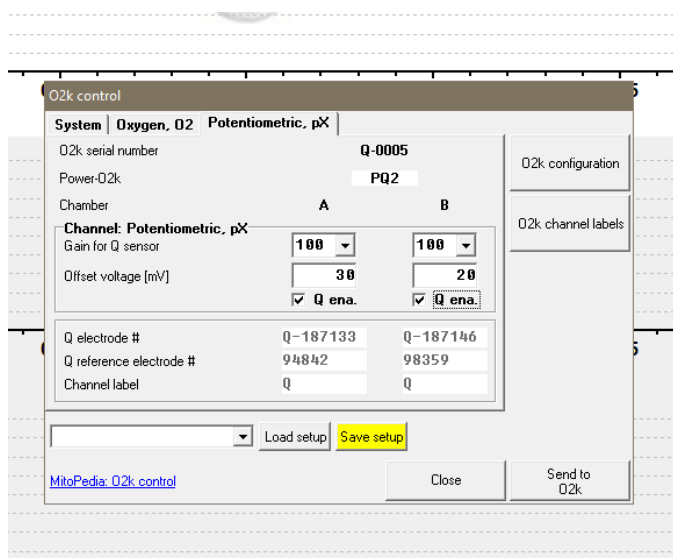 O2k control
System Oxygen, O2 Potentiometric, pX
O2k serial number Q-0005
O2k configuration
Power-O2k PQ2
Chamber A B
O2k channel labels
Channel: Potentiometric, pX
Gain for Q sensor 100 100
Offset voltage [mV] 30 20
Q ena. Q ena.
Q electrode # Q-187133 Q-187146
Q reference electrode # 94842 98359
Channel label Q Q
Load setup Save setup
MitoPedia: O2k control Close Send to
O2k